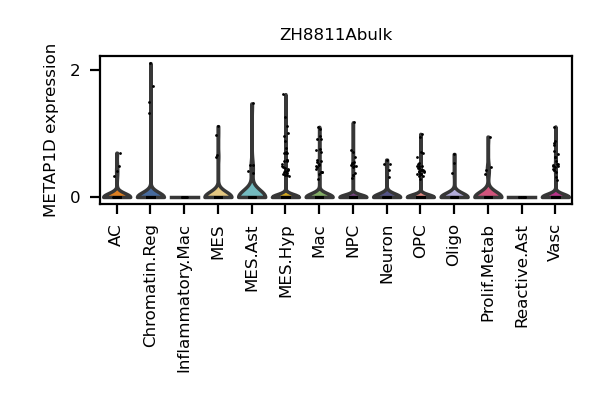 ZH8811Abulk
METAP1D expression
2
0
AC
Chromatin.Reg
Inflammatory.Mac
MES
MES.Ast
MES.Hyp
Mac
NPC
Neuron
OPC
Oligo
Prolif.Metab
Reactive.Ast
Vasc